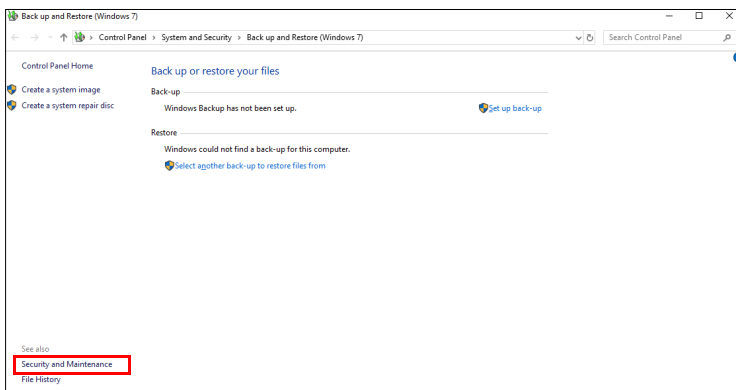 Back up and Restore (Windows 7)
Control Panel > System and Security > Back up and Restore (Windows 7)
Search Control Panel
Control Panel Home
Create a system image
Create a system repair disc
Back up or restore your files
Back-up
Windows Backup has not been set up.
Set up back-up
Restore
Windows could not find a back-up for this computer.
Select another back-up to restore files from
See also
Security and Maintenance
File History